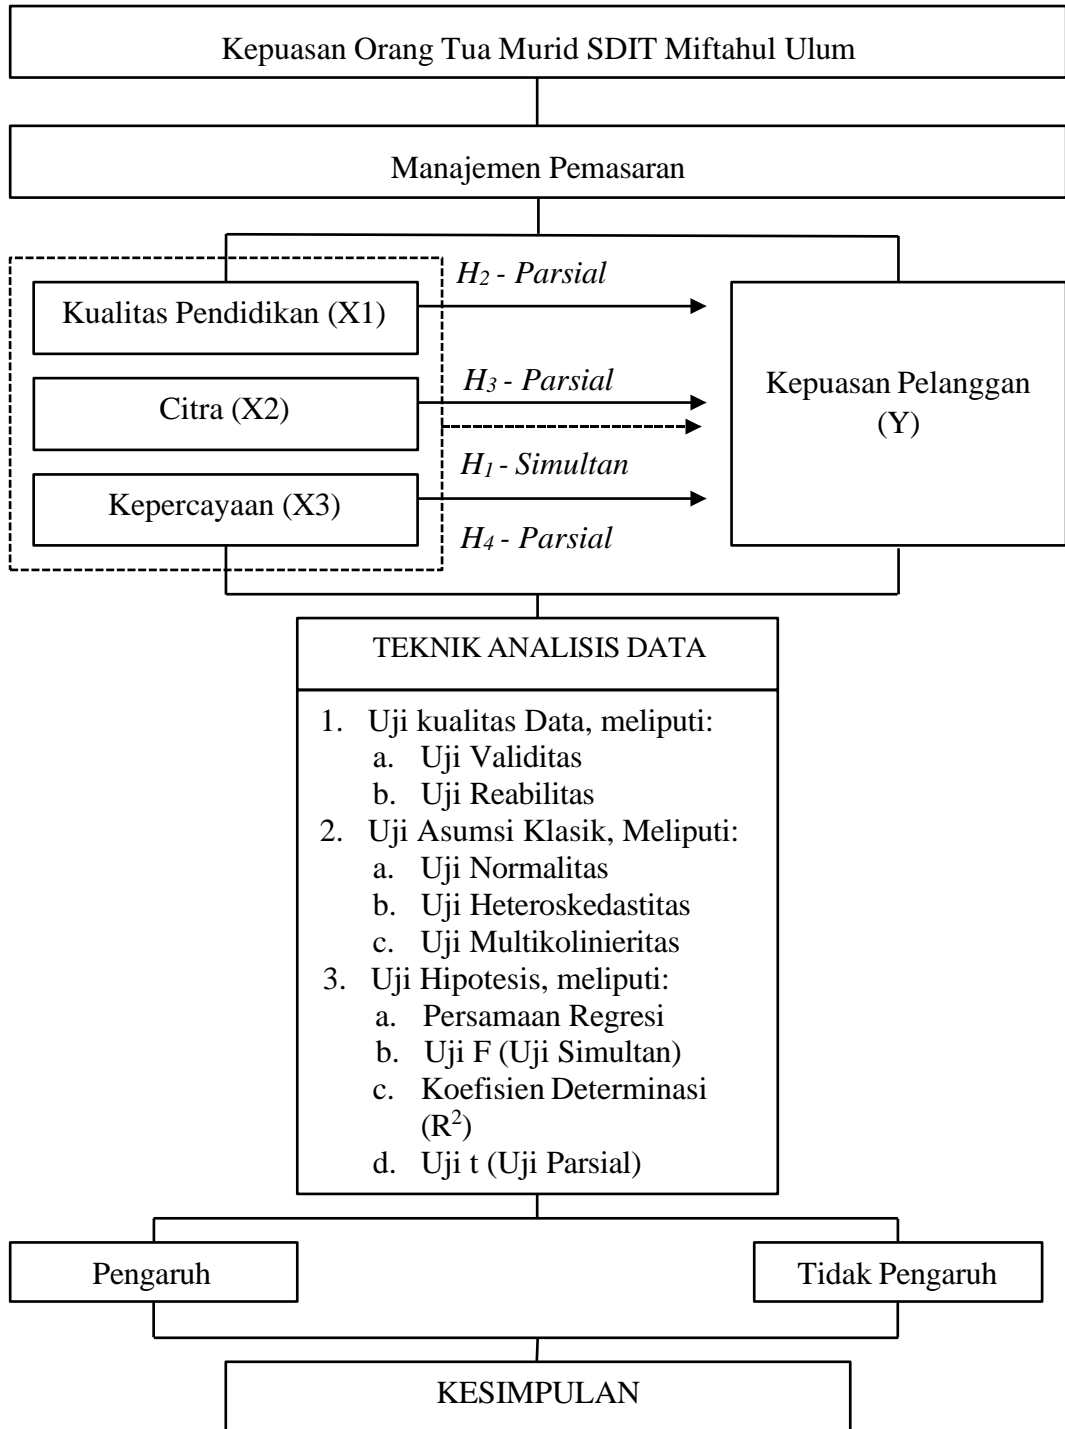 Kepuasan Orang Tua Murid SDIT Miftahul Ulum
Manajemen Pemasaran
H2 - Parsial
Kualitas Pendidikan (X1)
H3 - Parsial
Citra (X2)
Kepuasan Pelanggan
(Y)
H1 - Simultan
Kepercayaan (X3)
H4 - Parsial
TEKNIK ANALISIS DATA
1. Uji kualitas Data, meliputi:
a. Uji Validitas
b. Uji Reabilitas
2. Uji Asumsi Klasik, Meliputi:
a. Uji Normalitas
b. Uji Heteroskedastitas
c. Uji Multikolinieritas
3. Uji Hipotesis, meliputi:
a. Persamaan Regresi
b. Uji F (Uji Simultan)
c. Koefisien Determinasi
(R²)
d. Uji t (Uji Parsial)
Pengaruh
Tidak Pengaruh
KESIMPULAN